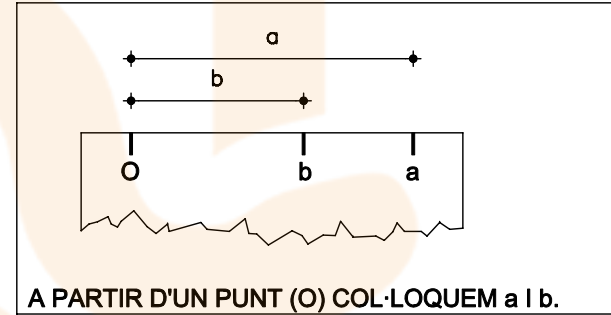 a
b
O b a
A PARTIR D'UN PUNT (O) COL·LOQUEM a I b.